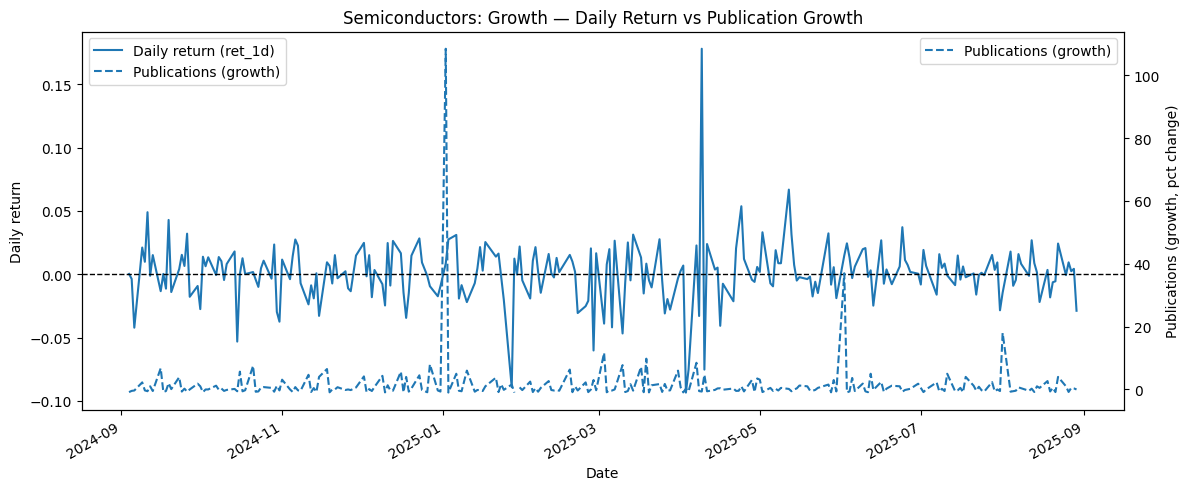 Semiconductors: Growth — Daily Return vs Publication Growth
Daily return (ret_1d)
Publications (growth)
Publications (growth)
Daily return
0.15
0.10
0.05
0.00
−0.05
−0.10
100
80
60
40
20
0
Publications (growth, pct change)
2024-09
2024-11
2025-01
2025-03
2025-05
2025-07
2025-09
Date